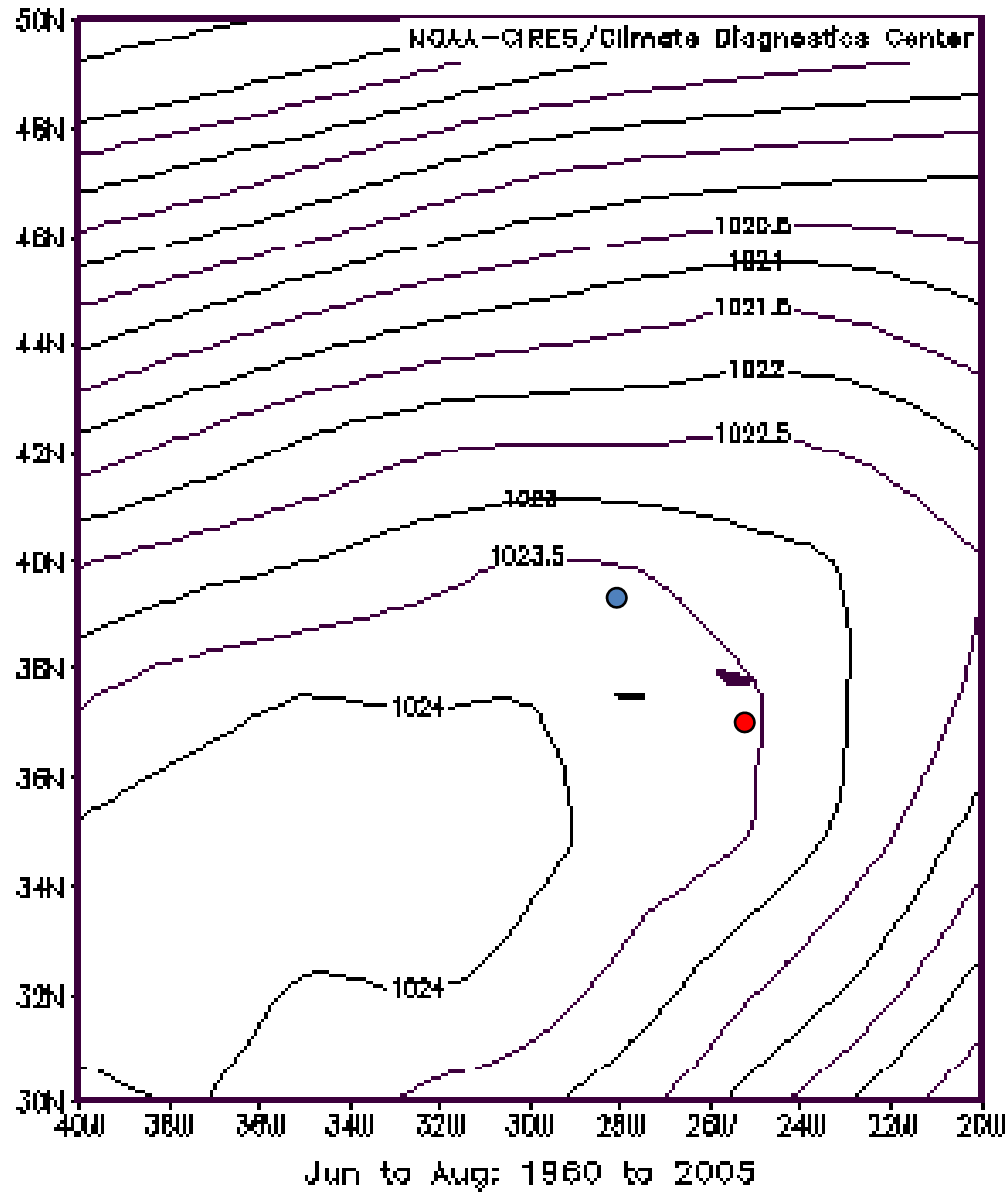 50N
NOAA-CIRES/Climate Diagnostics Center
48N
46N
1020.5
1021
1021.5
44N
1022
42N
1022.5
1023
40N
1023.5
38N
1024
36N
34N
32N
1024
30N
40W 38W 36W 34W 32W 30W 28W 26W 24W 22W 20W
Jun to Aug: 1960 to 2005